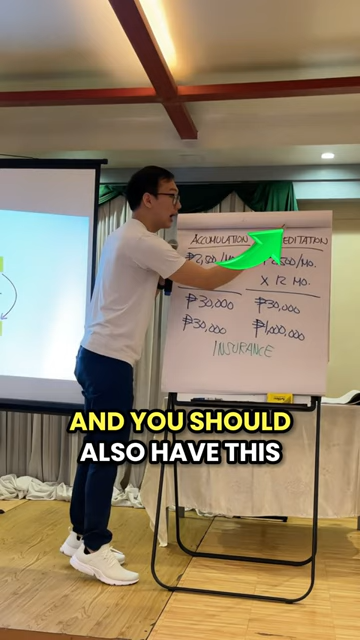 ACCUMULATION
EDITATION
₱2,500/MO.
500/MO.
X 12 MO.
₱30,000
₱30,000
₱30,000
₱1,000,000
INSURANCE
AND YOU SHOULD
ALSO HAVE THIS